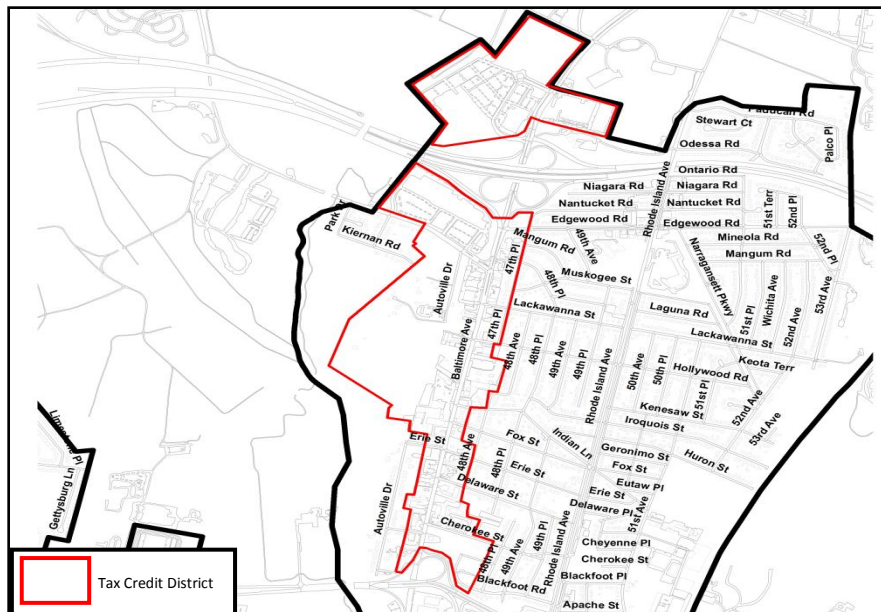 Paducah Rd
Stewart Ct
Palco Pl
Odessa Rd
Ontario Rd
Niagara Rd
Niagara Rd
Rhode Island Ave
Nantucket Rd
Nantucket Rd
51st Terr
52nd Pl
Edgewood Rd
Edgewood Rd
Park Dr
Kiernan Rd
Mangum Rd
49th Ave
Mineola Rd
52nd Pl
Mangum Rd
47th Pl
Narragansett Pkwy
Muskogee St
48th Pl
Autoville Dr
53rd Ave
Wichita Ave
Lackawanna St
Laguna Rd
51st Pl
52nd Ave
47th Pl
Lackawanna St
Baltimore Ave
48th Ave
48th Pl
49th Ave
49th Pl
Keota Terr
50th Ave
50th Pl
Hollywood Rd
Rhode Island Ave
51st Pl
Kenesaw St
52nd Ave
Iroquois St
53rd Ave
Limestone Pl
Erie St
Fox St
Indian Ln
Geronimo St
Huron St
48th Ave
48th Pl
Fox St
Gettysburg Ln
Erie St
Eutaw Pl
Delaware St
Erie St
Delaware Pl
Autoville Dr
51st Ave
Cherokee St
49th Pl
Cheyenne Pl
Cherokee St
48th Pl
49th Ave
Rhode Island Ave
Blackfoot Pl
Blackfoot Rd
Apache St
Tax Credit District